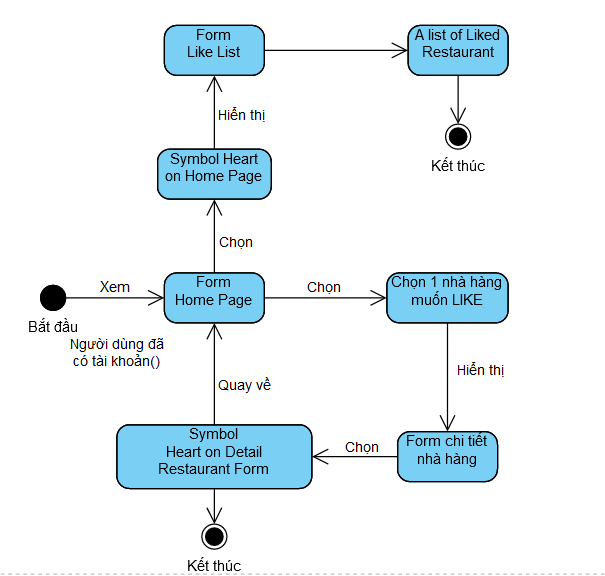 Form
Like List
A list of Liked
Restaurant
Hiển thị
Kết thúc
Symbol Heart
on Home Page
Chọn
Bắt đầu
Xem
Người dùng đã
có tài khoản()
Form
Home Page
Chọn
Chọn 1 nhà hàng
muốn LIKE
Hiển thị
Quay về
Symbol
Heart on Detail
Restaurant Form
Chọn
Form chi tiết
nhà hàng
Kết thúc